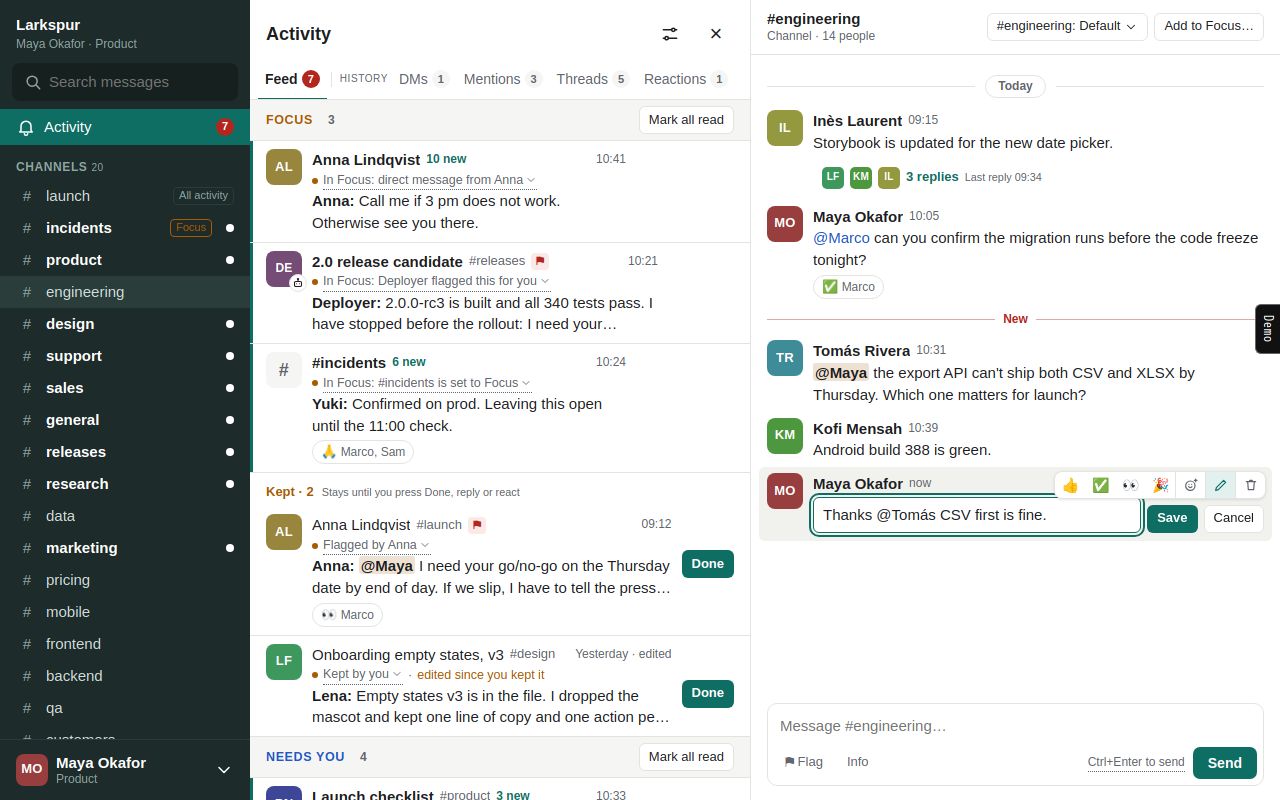 Larkspur
Maya Okafor · Product
Search messages
Activity
7
CHANNELS 20
# launch All activity
# incidents Focus
# product
# engineering
# design
# support
# sales
# general
# releases
# research
# data
# marketing
# pricing
# mobile
# frontend
# backend
# qa
# customers
MO
Maya Okafor
Product
Activity
Feed 7 HISTORY DMs 1 Mentions 3 Threads 5 Reactions 1
FOCUS 3 Mark all read
AL
Anna Lindqvist 10 new 10:41
In Focus: direct message from Anna
Anna: Call me if 3 pm does not work.
Otherwise see you there.
DE
2.0 release candidate #releases 10:21
In Focus: Deployer flagged this for you
Deployer: 2.0.0-rc3 is built and all 340 tests pass. I
have stopped before the rollout: I need your…
#
#incidents 6 new 10:24
In Focus: #incidents is set to Focus
Yuki: Confirmed on prod. Leaving this open
until the 11:00 check.
🙏 Marco, Sam
Kept · 2 Stays until you press Done, reply or react
AL
Anna Lindqvist #launch 09:12
Flagged by Anna
Anna: @Maya I need your go/no-go on the Thursday
date by end of day. If we slip, I have to tell the press…
Done
👀 Marco
LF
Onboarding empty states, v3 #design Yesterday · edited
Kept by you · edited since you kept it
Lena: Empty states v3 is in the file. I dropped the
mascot and kept one line of copy and one action pe…
Done
NEEDS YOU 4 Mark all read
Launch checklist #product 3 new 10:33
#engineering
Channel · 14 people
#engineering: Default
Add to Focus…
Today
IL
Inès Laurent 09:15
Storybook is updated for the new date picker.
LF KM IL 3 replies Last reply 09:34
MO
Maya Okafor 10:05
@Marco can you confirm the migration runs before the code freeze
tonight?
✅ Marco
New
Demo
TR
Tomás Rivera 10:31
@Maya the export API can't ship both CSV and XLSX by
Thursday. Which one matters for launch?
KM
Kofi Mensah 10:39
Android build 388 is green.
MO
Maya Okafor now
👍 ✅ 👀 🎉
Thanks @Tomás CSV first is fine.
Save
Cancel
Message #engineering…
Flag
Info
Ctrl+Enter to send
Send